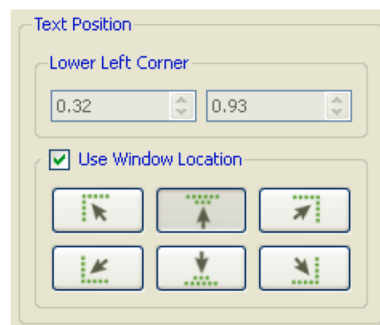 Text Position
Lower Left Corner
0.32 0.93
Use Window Location